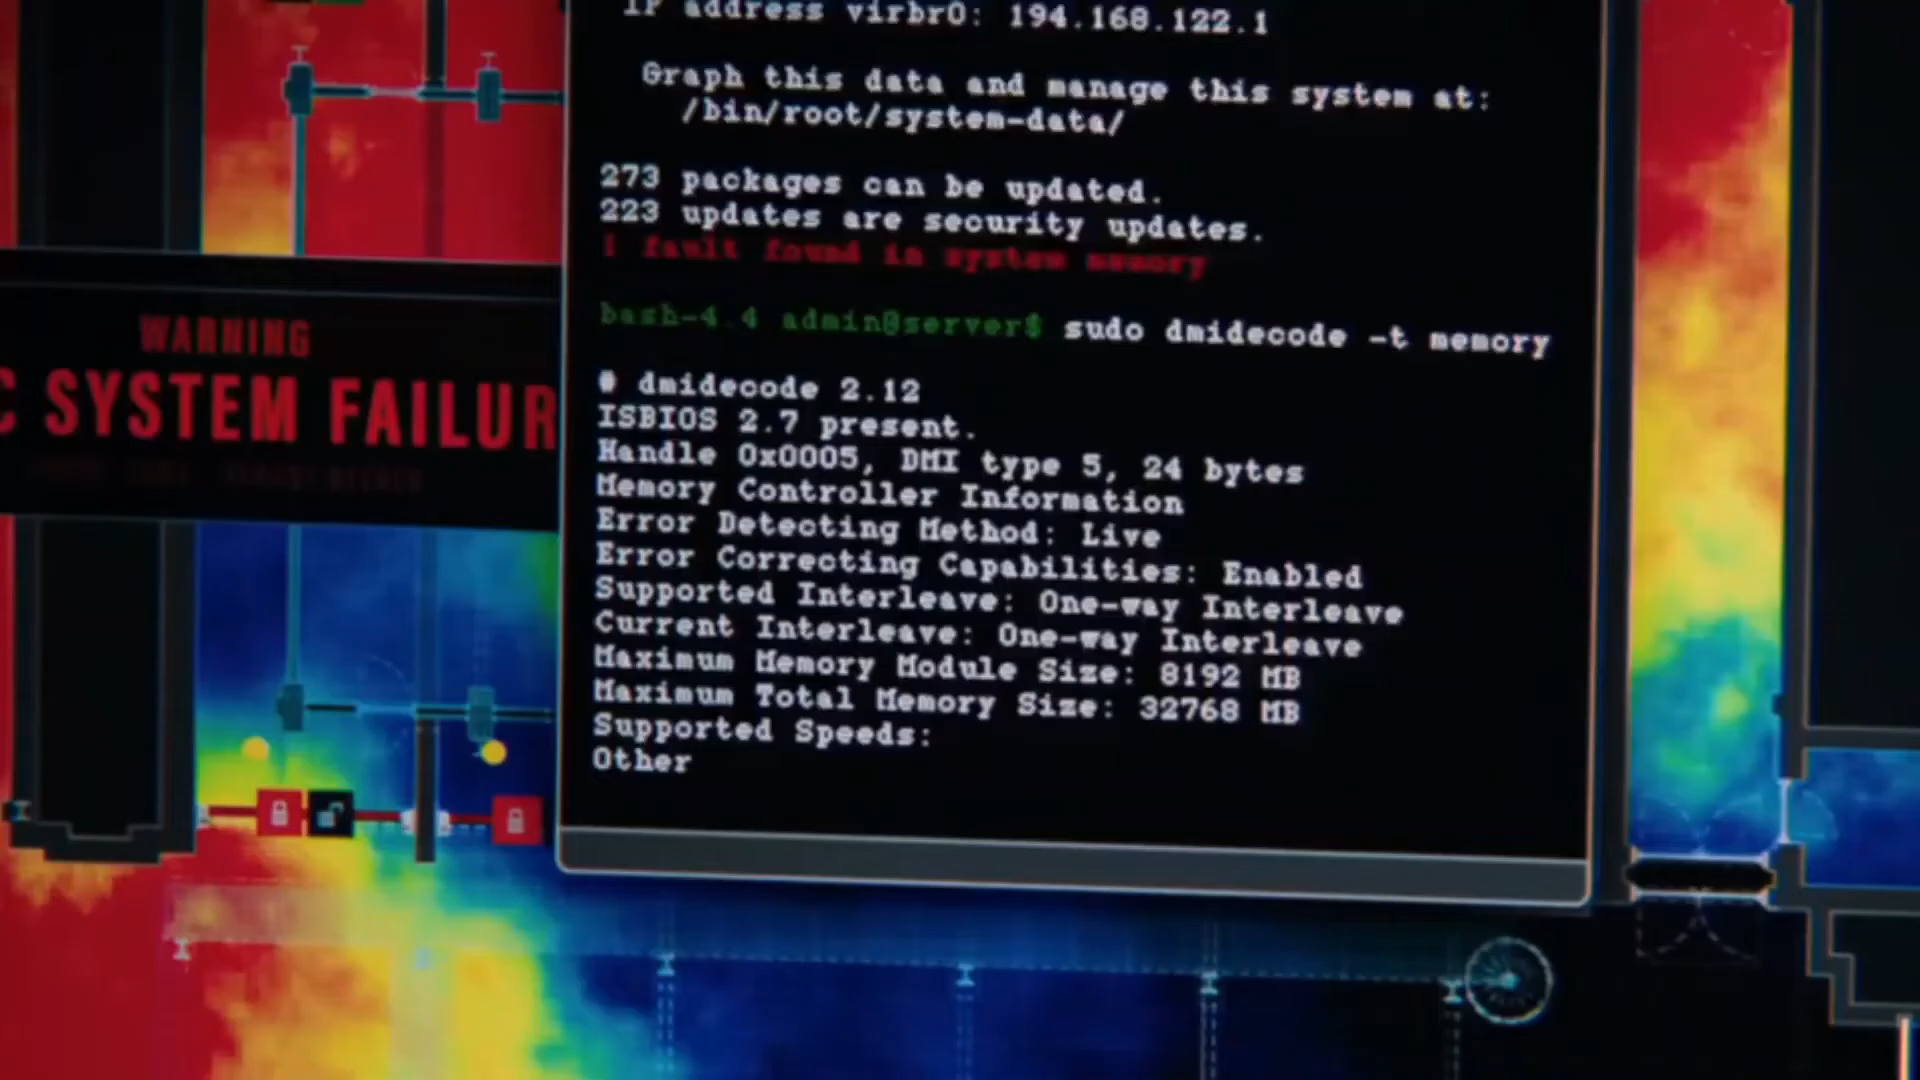 IP address virbr0: 194.168.122.1
Graph this data and manage this system at:
/bin/root/system-data/
273 packages can be updated.
223 updates are security updates.
1 fault found in system memory
bash-4.4 admin@server$ sudo dmidecode -t memory
# dmidecode 2.12
ISBIOS 2.7 present.
Handle 0x0005, DMI type 5, 24 bytes
Memory Controller Information
Error Detecting Method: Live
Error Correcting Capabilities: Enabled
Supported Interleave: One-way Interleave
Current Interleave: One-way Interleave
Maximum Memory Module Size: 8192 MB
Maximum Total Memory Size: 32768 MB
Supported Speeds:
Other
WARNING
C SYSTEM FAILUR